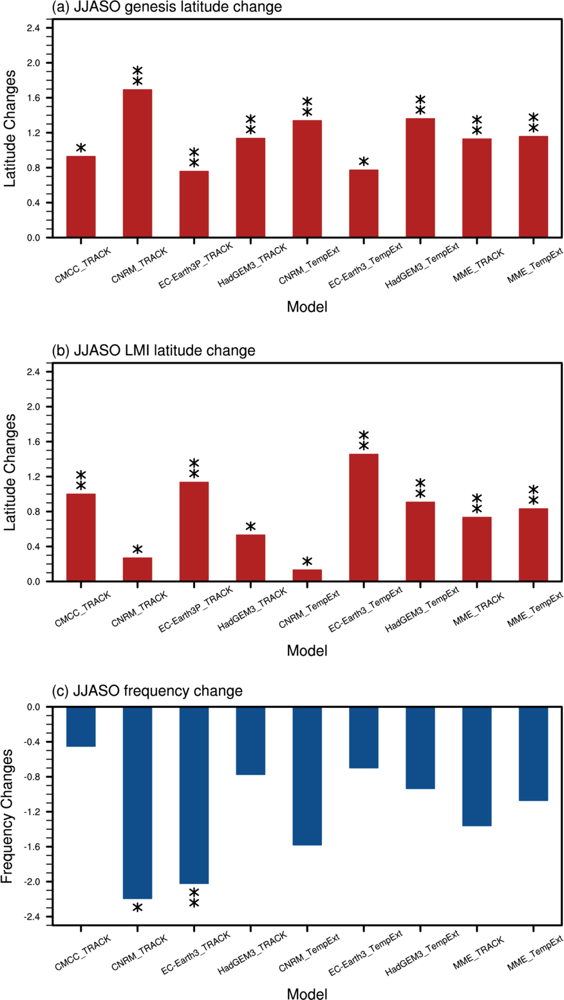 (a) JJASO genesis latitude change
Latitude Changes
2.4
2.0
1.6
1.2
0.8
0.4
0.0
CMCC_TRACK
CNRM_TRACK
EC-Earth3P_TRACK
HadGEM3_TRACK
CNRM_TempExt
EC-Earth3_TempExt
HadGEM3_TempExt
MME_TRACK
MME_TempExt
Model
(b) JJASO LMI latitude change
Latitude Changes
2.4
2.0
1.6
1.2
0.8
0.4
0.0
CMCC_TRACK
CNRM_TRACK
EC-Earth3P_TRACK
HadGEM3_TRACK
CNRM_TempExt
EC-Earth3_TempExt
HadGEM3_TempExt
MME_TRACK
MME_TempExt
Model
(c) JJASO frequency change
Frequency Changes
0.0
-0.4
-0.8
-1.2
-1.6
-2.0
-2.4
CMCC_TRACK
CNRM_TRACK
EC-Earth3_TRACK
HadGEM3_TRACK
CNRM_TempExt
EC-Earth3_TempExt
HadGEM3_TempExt
MME_TRACK
MME_TempExt
Model